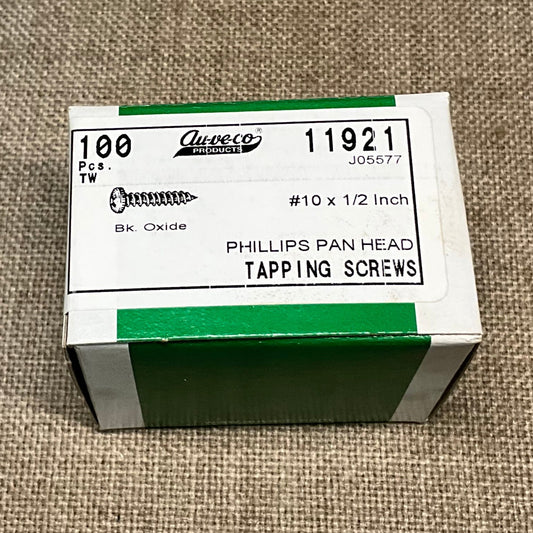 100
Pcs.
TW
Au-ve-co®
PRODUCTS
11921
J05577
#10 x 1/2 Inch
Bk. Oxide
PHILLIPS PAN HEAD
TAPPING SCREWS